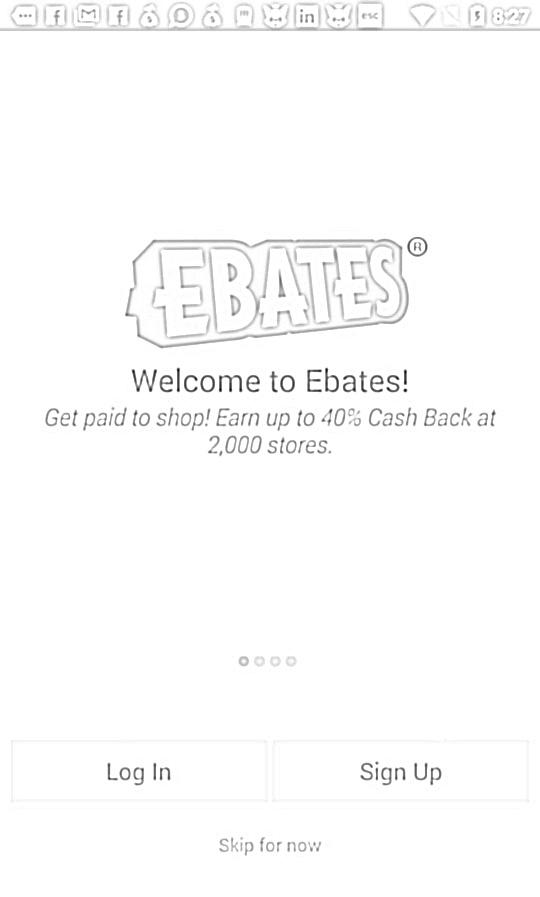 8:27
EBATES®
Welcome to Ebates!
Get paid to shop! Earn up to 40% Cash Back at
2,000 stores.
Log In
Sign Up
Skip for now